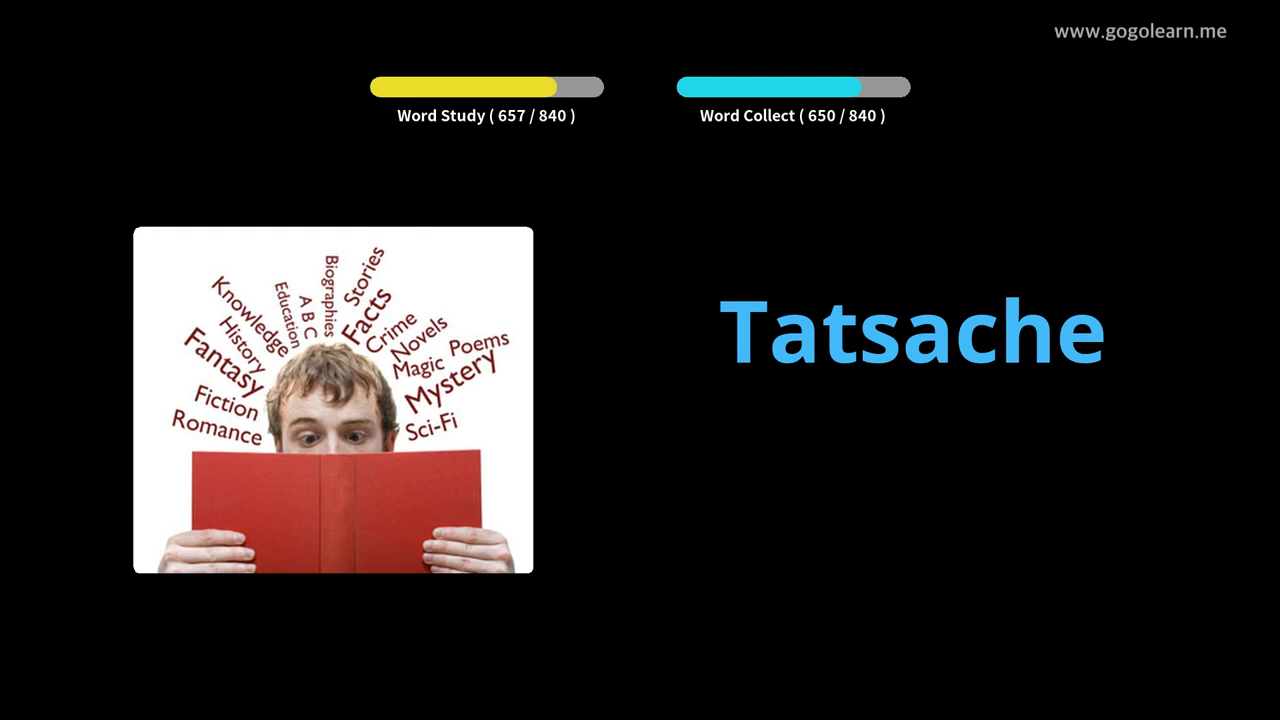 www.gogolearn.me
Word Study ( 657 / 840 )
Word Collect ( 650 / 840 )
Tatsache
Romance
Fiction
Fantasy
History
Knowledge
Education
A B C
Biographies
Stories
Facts
Crime
Novels
Magic
Poems
Mystery
Sci-Fi